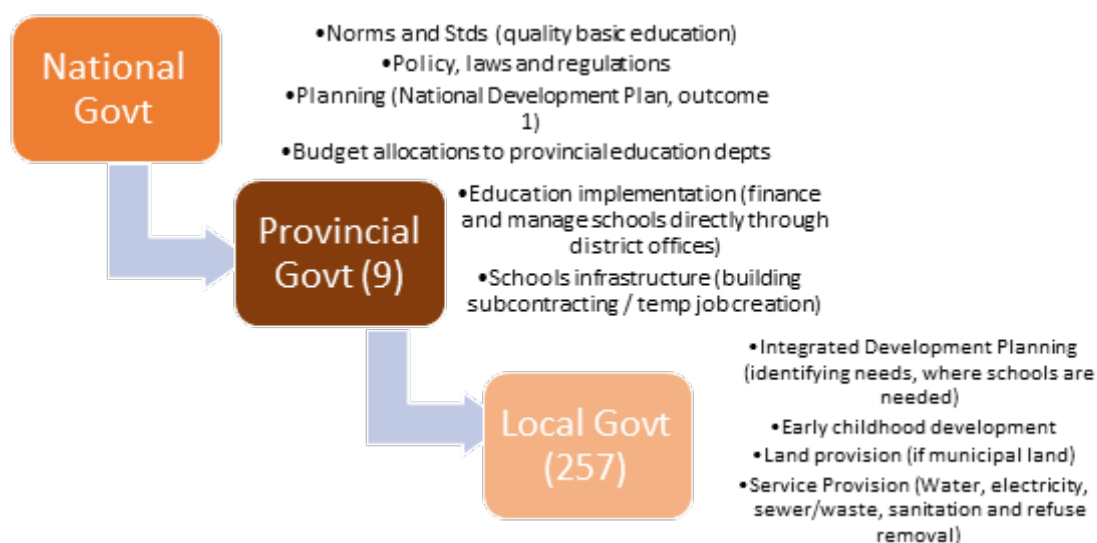 National
Govt
•Norms and Stds (quality basic education)
•Policy, laws and regulations
•Planning (National Development Plan, outcome
1)
•Budget allocations to provincial education depts
Provincial
Govt (9)
•Education implementation (finance
and manage schools directly through
district offices)
•Schools infrastructure (building
subcontracting / temp job creation)
Local Govt
(257)
•Integrated Development Planning
(identifying needs, where schools are
needed)
•Early childhood development
•Land provision (if municipal land)
•Service Provision (Water, electricity,
sewer/waste, sanitation and refuse
removal)